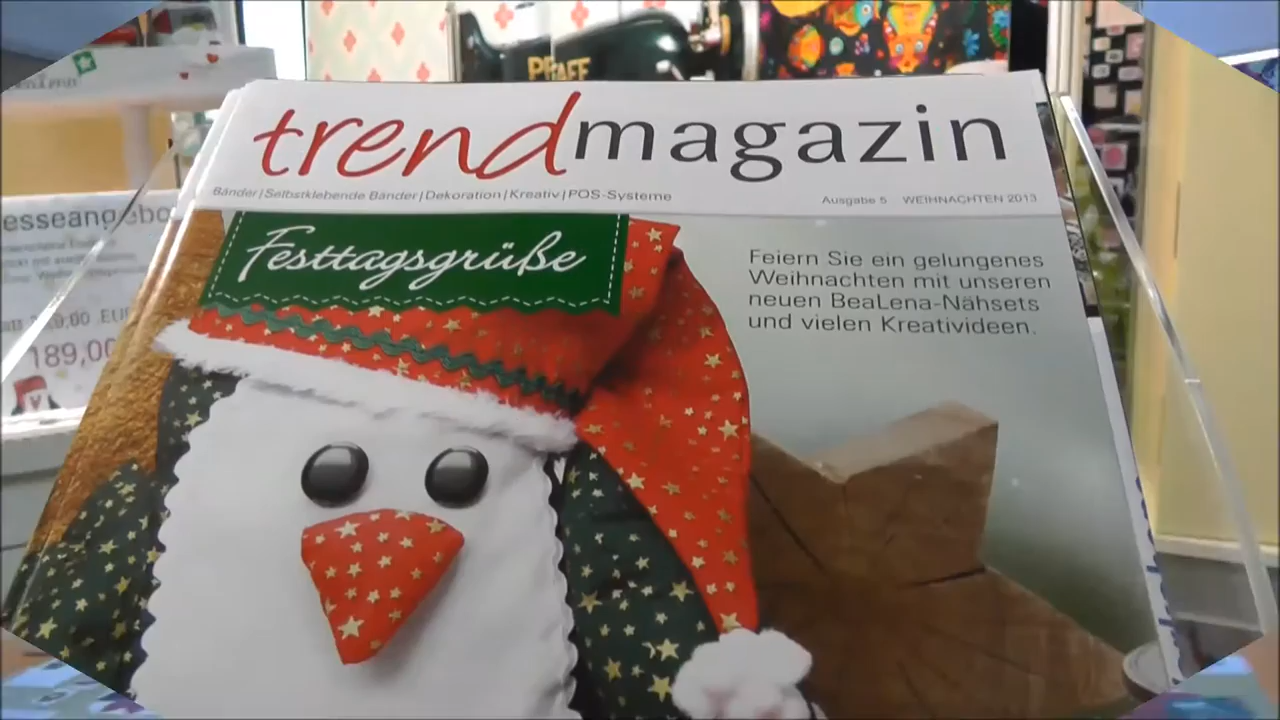 PFAFF
trendmagazin
Bänder|Selbstklebende Bänder|Dekoration|Kreativ|POS-Systeme
Ausgabe 5 WEIHNACHTEN 2013
Festtagsgrüße
Feiern Sie ein gelungenes
Weihnachten mit unseren
neuen BeaLena-Nähsets
und vielen Kreativideen.
esseangebo
189,00